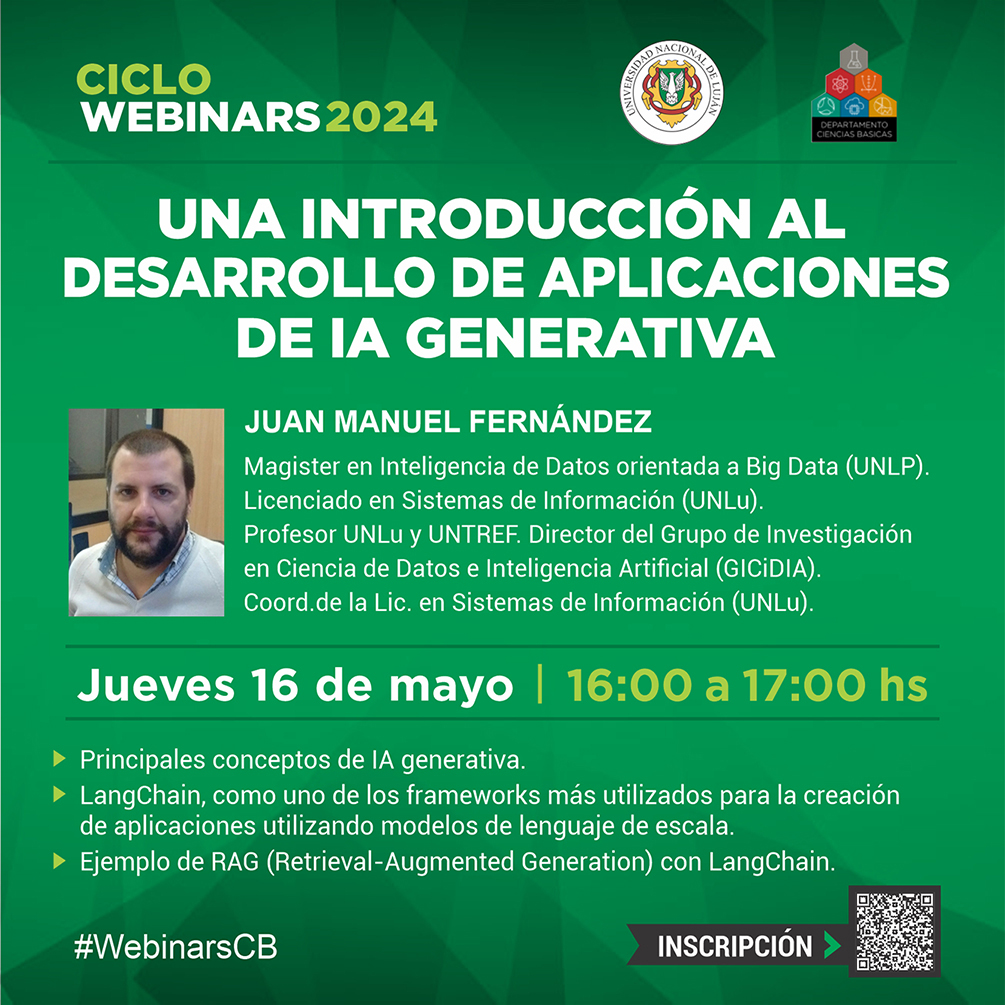 CICLO
WEBINARS 2024
UNIVERSIDAD NACIONAL DE LUJÁN
DEPARTAMENTO
CIENCIAS BASICAS
UNA INTRODUCCIÓN AL
DESARROLLO DE APLICACIONES
DE IA GENERATIVA
JUAN MANUEL FERNÁNDEZ
Magister en Inteligencia de Datos orientada a Big Data (UNLP).
Licenciado en Sistemas de Información (UNLu).
Profesor UNLu y UNTREF. Director del Grupo de Investigación
en Ciencia de Datos e Inteligencia Artificial (GICiDIA).
Coord.de la Lic. en Sistemas de Información (UNLu).
Jueves 16 de mayo | 16:00 a 17:00 hs
Principales conceptos de IA generativa.
LangChain, como uno de los frameworks más utilizados para la creación
de aplicaciones utilizando modelos de lenguaje de escala.
Ejemplo de RAG (Retrieval-Augmented Generation) con LangChain.
#WebinarsCB
INSCRIPCIÓN